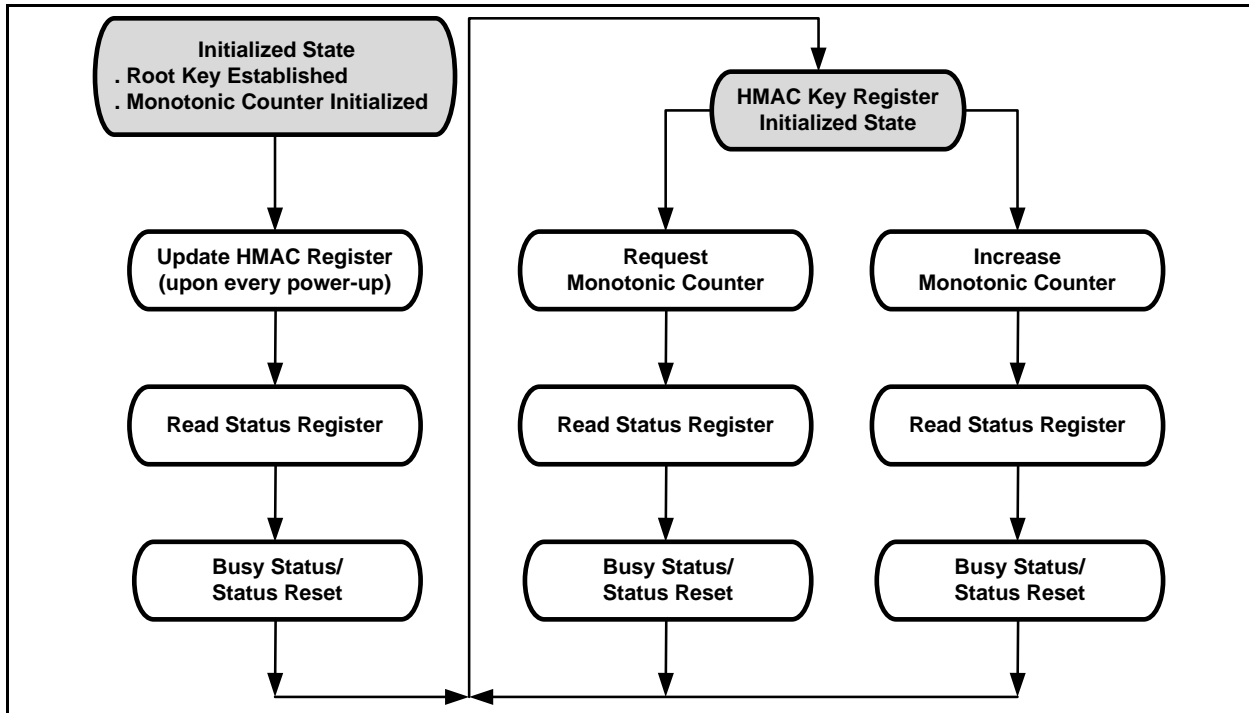 Initialized State
. Root Key Established
. Monotonic Counter Initialized
Update HMAC Register
(upon every power-up)
Read Status Register
Busy Status/
Status Reset
HMAC Key Register
Initialized State
Request
Monotonic Counter
Read Status Register
Busy Status/
Status Reset
Increase
Monotonic Counter
Read Status Register
Busy Status/
Status Reset